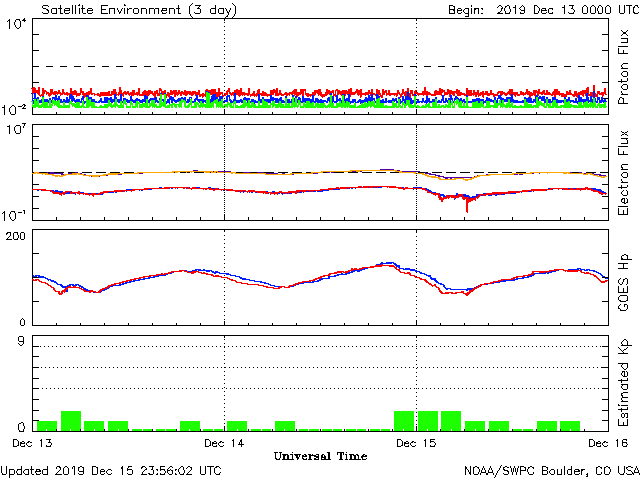 Satellite Environment (3 day)
Begin: 2019 Dec 13 0000 UTC
10⁴
10⁻²
Proton Flux
10⁷
10⁻¹
Electron Flux
200
0
GOES Hp
9
0
Estimated Kp
Dec 13
Dec 14
Dec 15
Dec 16
Universal Time
Updated 2019 Dec 15 23:56:02 UTC
NOAA/SWPC Boulder, CO USA